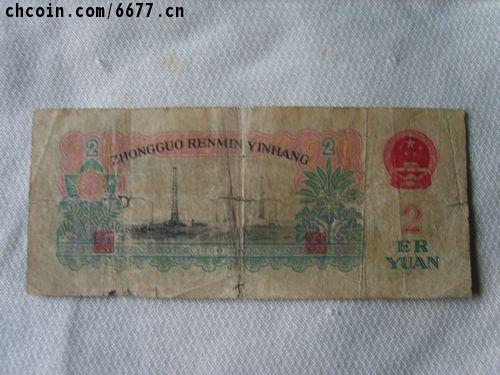 chcoin.com/6677.cn
2
2
ZHONGGUO RENMIN YINHANG
2
ER
YUAN